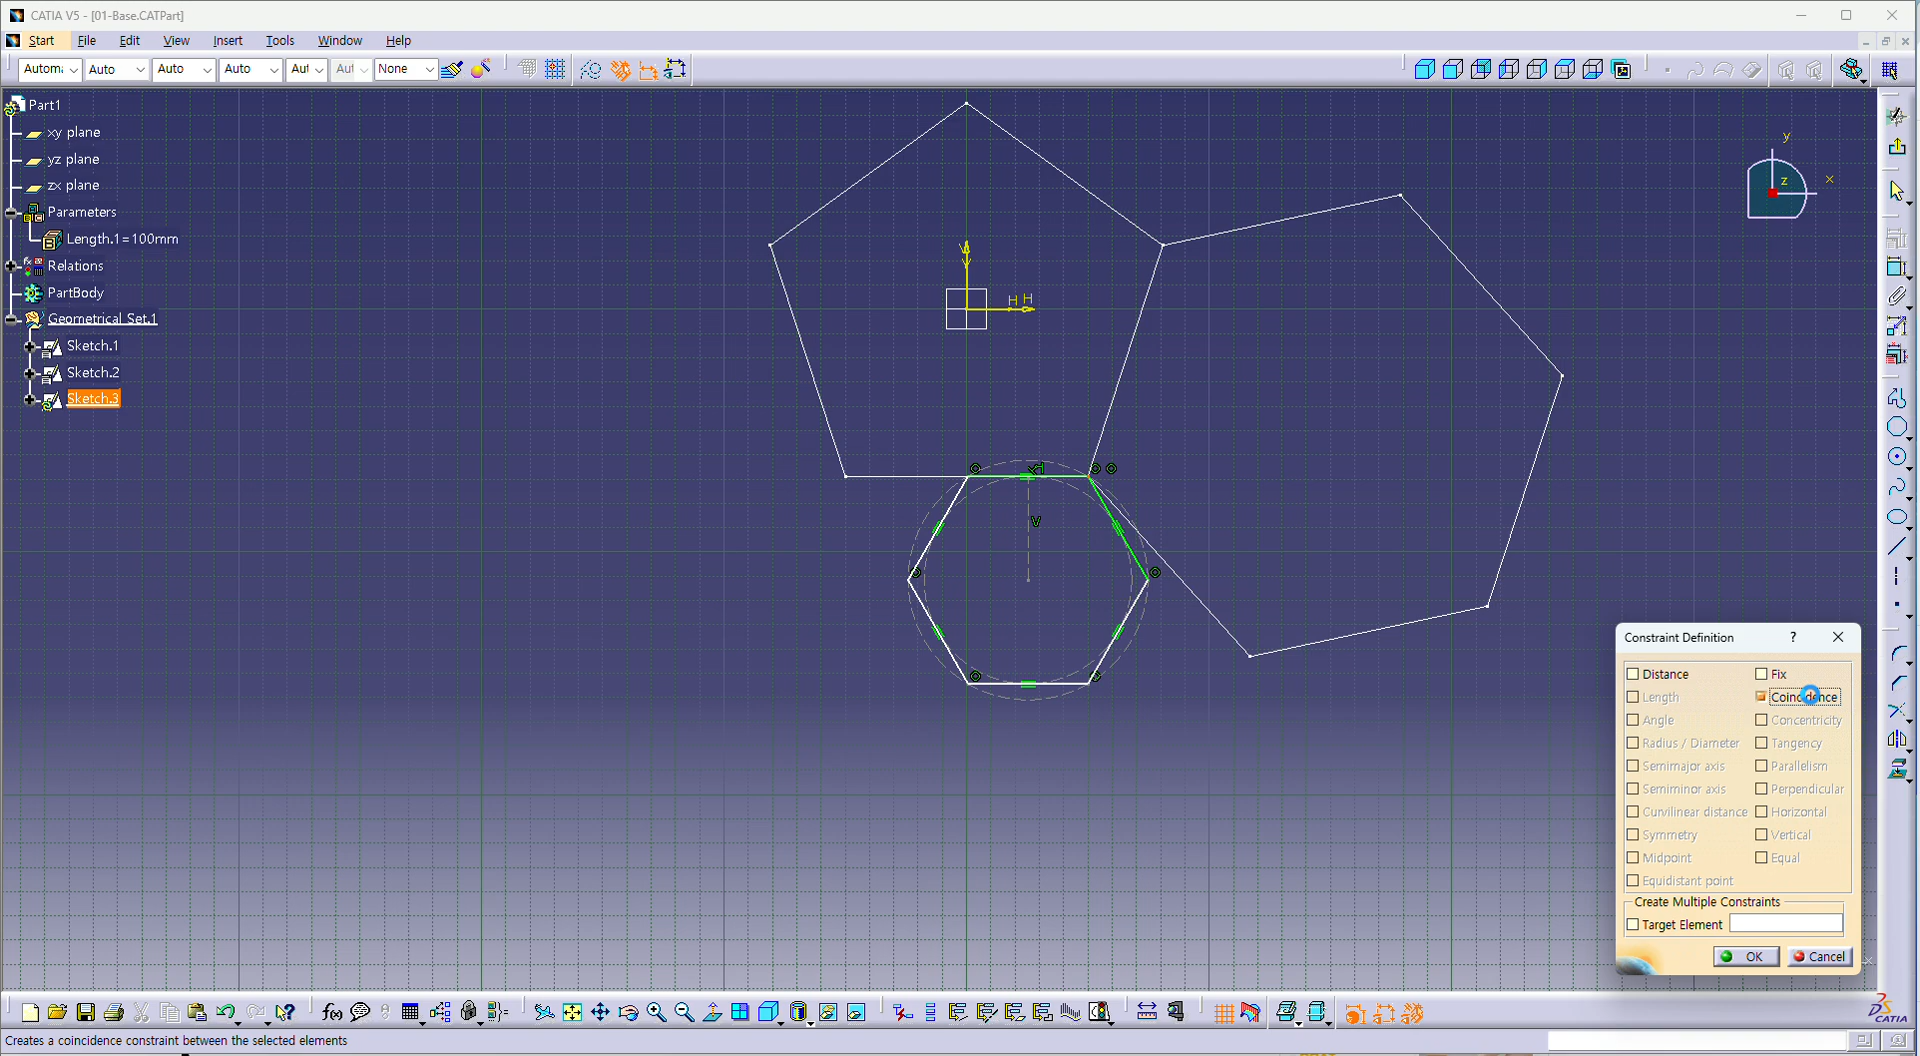 CATIA V5 - [01-Base.CATPart]
Start File Edit View Insert Tools Window Help
Auto Auto Auto None
Part1
xy plane
yz plane
zx plane
Parameters
Length.1=100mm
Relations
PartBody
Geometrical Set.1
Sketch.1
Sketch.2
Sketch.3
y
z
x
H H
V
Constraint Definition ? 
Distance Fix
Length Coincidence
Angle Concentricity
Radius / Diameter Tangency
Semimajor axis Parallelism
Semiminor axis Perpendicular
Curvilinear distance Horizontal
Symmetry Vertical
Midpoint Equal
Equidistant point
Create Multiple Constraints
Target Element
OK Cancel
f(x)
CATIA
Creates a coincidence constraint between the selected elements